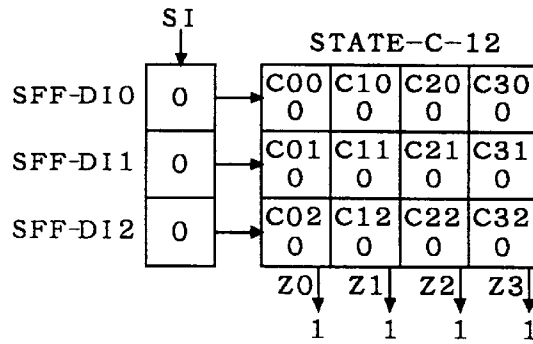 SI
STATE-C-12
SFF-DI0 0 C00 C10 C20 C30
0 0 0 0
SFF-DI1 0 C01 C11 C21 C31
0 0 0 0
SFF-DI2 0 C02 C12 C22 C32
0 0 0 0
Z0 Z1 Z2 Z3
1 1 1 1